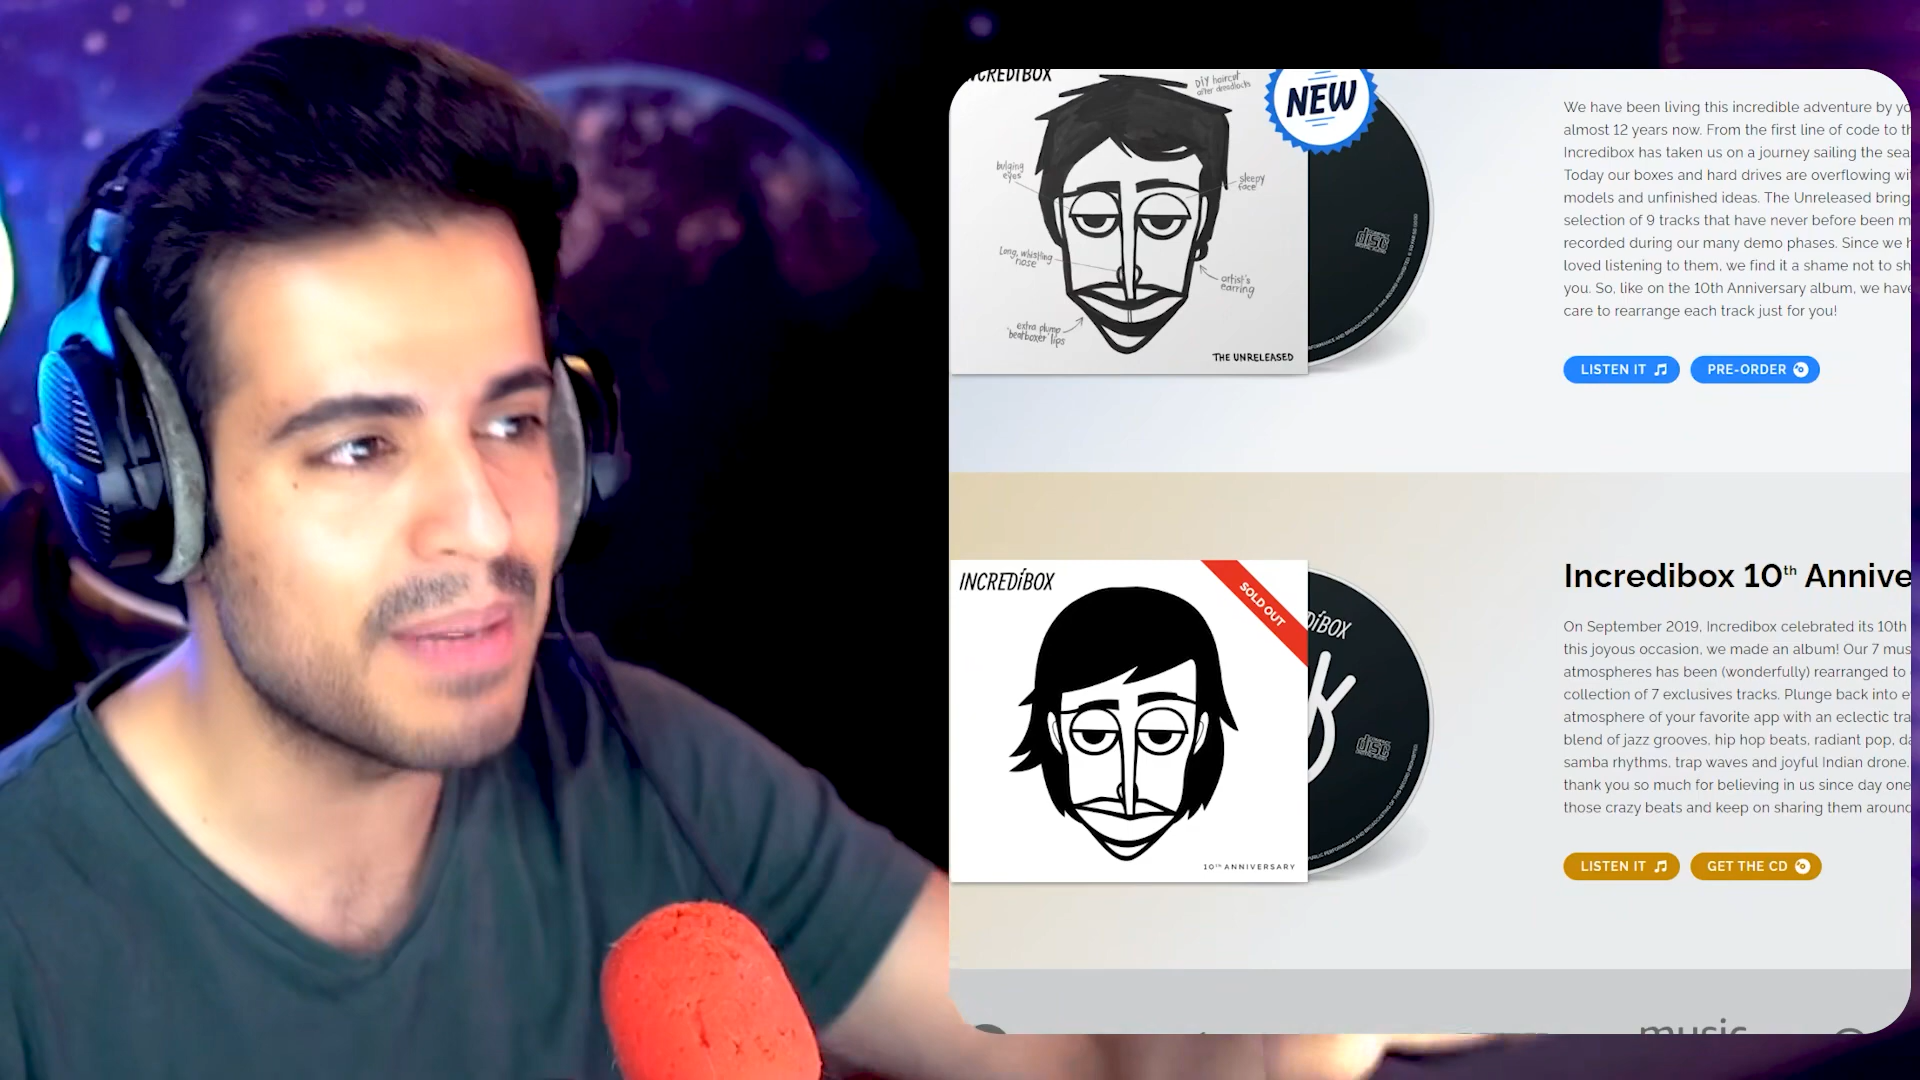 INCREDIBOX
DIY haircut
after dreadlocks
NEW
bulging
eyes
sleepy
face
Long, whistling
nose
artist's
earring
extra plump
'beatboxer' lips
THE UNRELEASED
disc
We have been living this incredible adventure by
almost 12 years now. From the first line of code to
Incredibox has taken us on a journey sailing the
Today our boxes and hard drives are overflowing
models and unfinished ideas. The Unreleased
selection of 9 tracks that have never before been
recorded during our many demo phases. Since we
loved listening to them, we find it a shame not to
you. So, like on the 10th Anniversary album, we have
care to rearrange each track just for you!
LISTEN IT
PRE-ORDER
INCREDÍBOX
SOLD OUT
DÍBOX
disc
10TH ANNIVERSARY
Incredibox 10th
On September 2019, Incredibox celebrated its 10th
this joyous occasion, we made an album! Our 7
atmospheres has been (wonderfully) rearranged to
collection of 7 exclusives tracks. Plunge back into
atmosphere of your favorite app with an eclectic
blend of jazz grooves, hip hop beats, radiant pop,
samba rhythms, trap waves and joyful Indian drone.
thank you so much for believing in us since day one
those crazy beats and keep on sharing them
LISTEN IT
GET THE CD
music